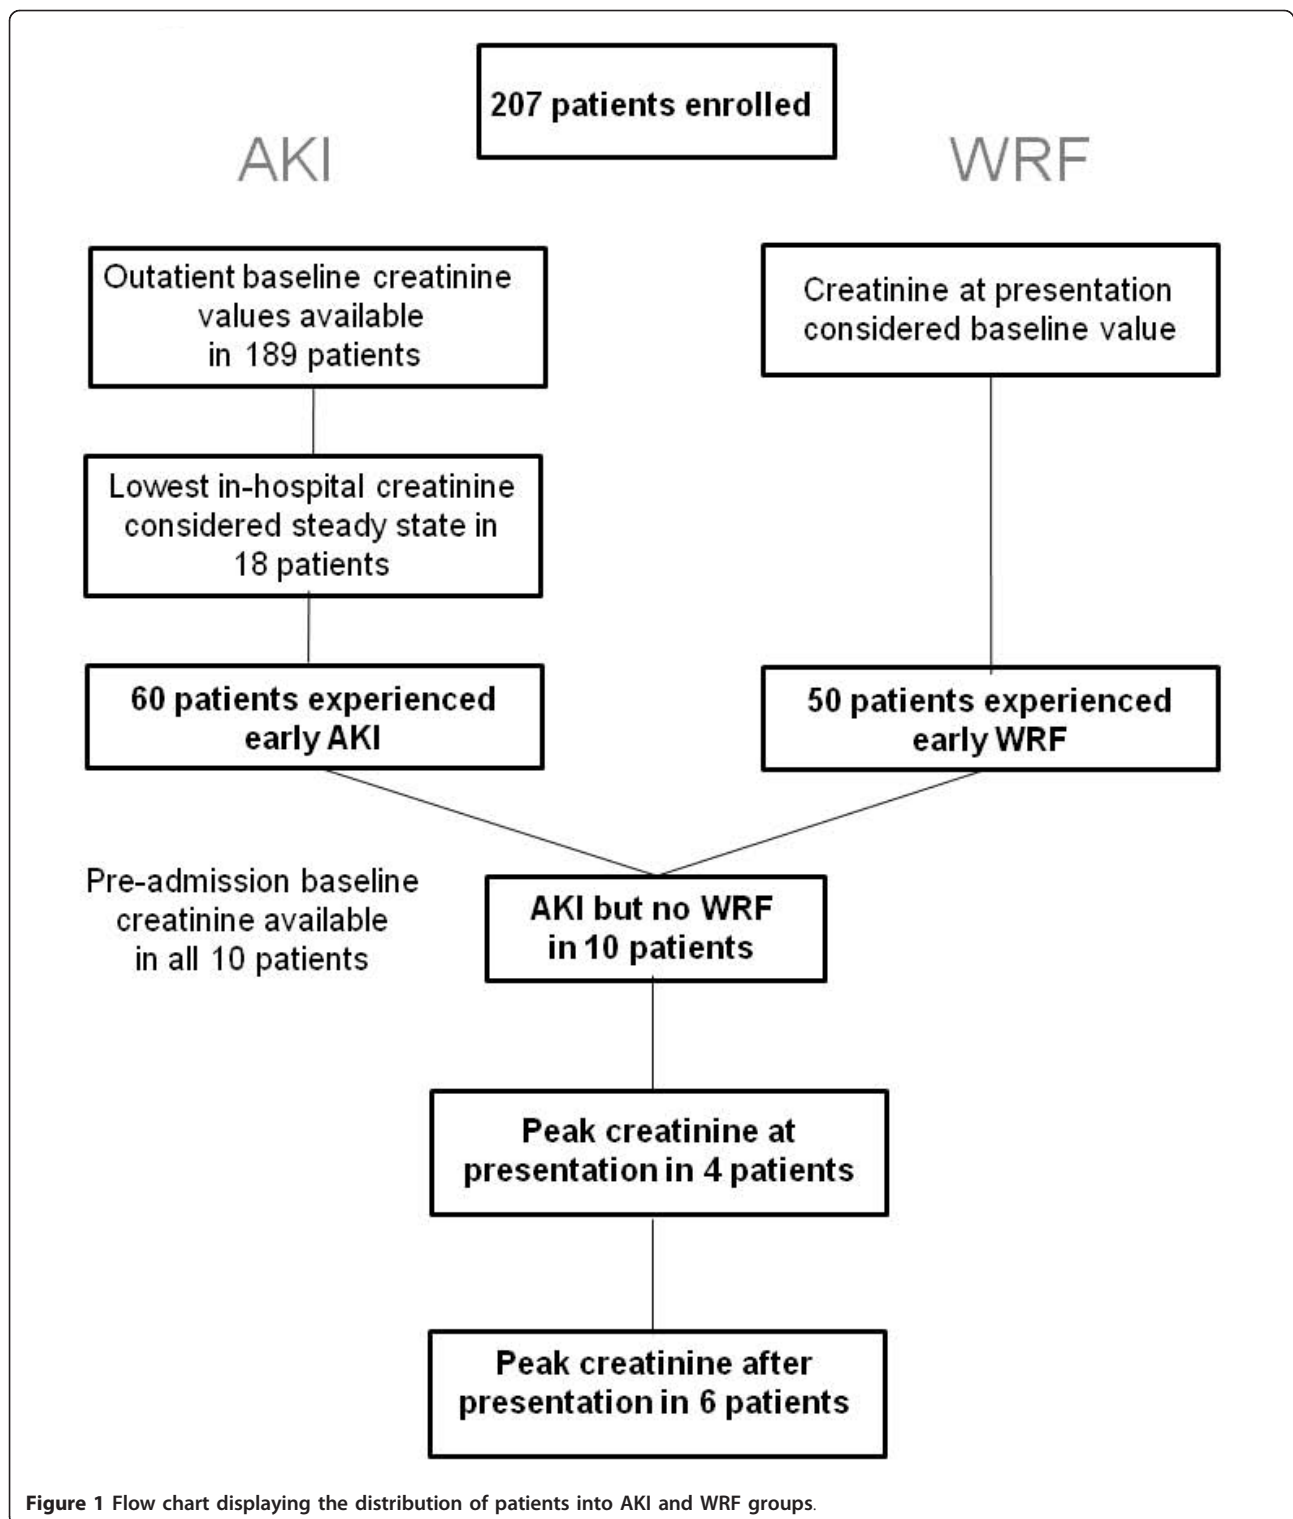 207 patients enrolled
AKI
WRF
Outatient baseline creatinine
values available
in 189 patients
Creatinine at presentation
considered baseline value
Lowest in-hospital creatinine
considered steady state in
18 patients
60 patients experienced
early AKI
50 patients experienced
early WRF
Pre-admission baseline
creatinine available
in all 10 patients
AKI but no WRF
in 10 patients
Peak creatinine at
presentation in 4 patients
Peak creatinine after
presentation in 6 patients
Figure 1 Flow chart displaying the distribution of patients into AKI and WRF groups.